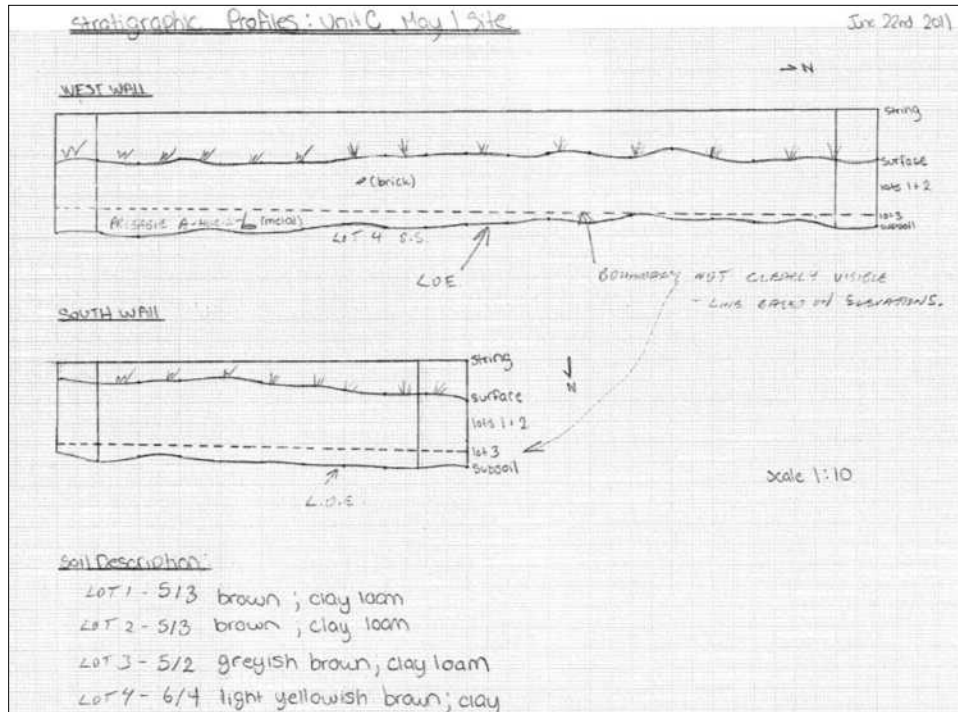 Stratigraphic Profiles: Unit C, May 1 Site
June 22nd 2011
N
WEST WALL
string
surface
(brick)
lots 1+2
lot 3
(metal)
subsoil
LOT 4 S.S.
L.O.E.
BOUNDARY NOT CLEARLY VISIBLE
- LINE BASED ON ELEVATIONS.
SOUTH WALL
string
N
surface
lots 1+2
lot 3
subsoil
Scale 1:10
L.O.E.
Soil Description:
LOT 1 - 5/3 brown ; clay loam
LOT 2 - 5/3 brown ; clay loam
LOT 3 - 5/2 greyish brown; clay loam
LOT 4 - 6/4 light yellowish brown; clay